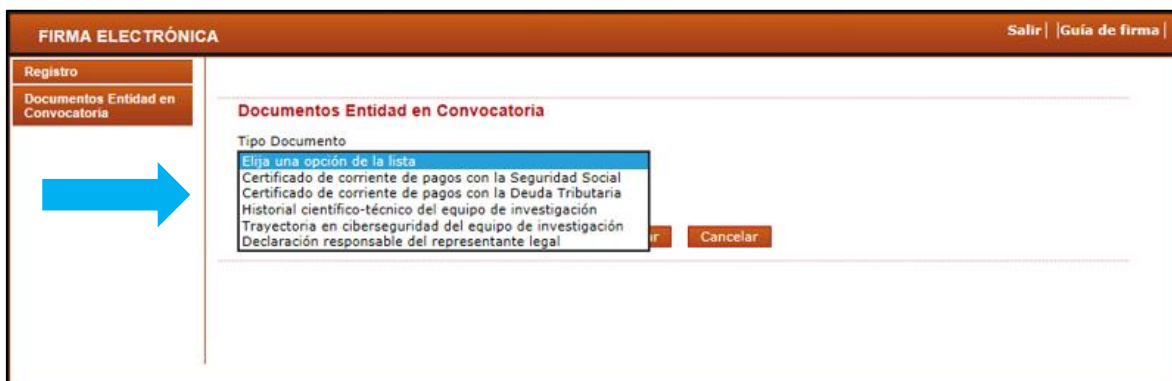 FIRMA ELECTRÓNICA
Salir| |Guía de firma|
Registro
Documentos Entidad en
Convocatoria
Documentos Entidad en Convocatoria
Tipo Documento
Elija una opción de la lista
Certificado de corriente de pagos con la Seguridad Social
Certificado de corriente de pagos con la Deuda Tributaria
Historial científico-técnico del equipo de investigación
Trayectoria en ciberseguridad del equipo de investigación
Declaración responsable del representante legal
Cancelar